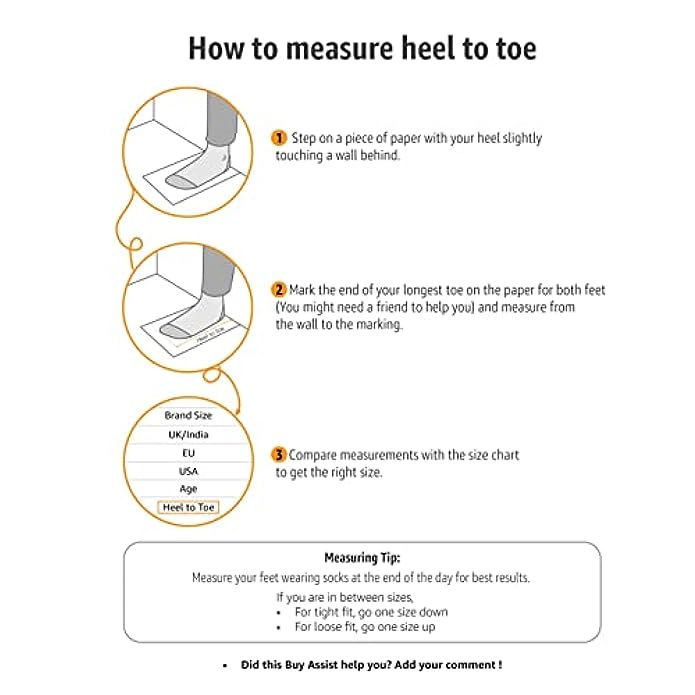 How to measure heel to toe
1 Step on a piece of paper with your heel slightly
touching a wall behind.
2 Mark the end of your longest toe on the paper for both feet
(You might need a friend to help you) and measure from
the wall to the marking.
Heel to Toe
Brand Size
UK/India
EU
USA
Age
Heel to Toe
3 Compare measurements with the size chart
to get the right size.
Measuring Tip:
Measure your feet wearing socks at the end of the day for best results.
If you are in between sizes,
• For tight fit, go one size down
• For loose fit, go one size up
• Did this Buy Assist help you? Add your comment !